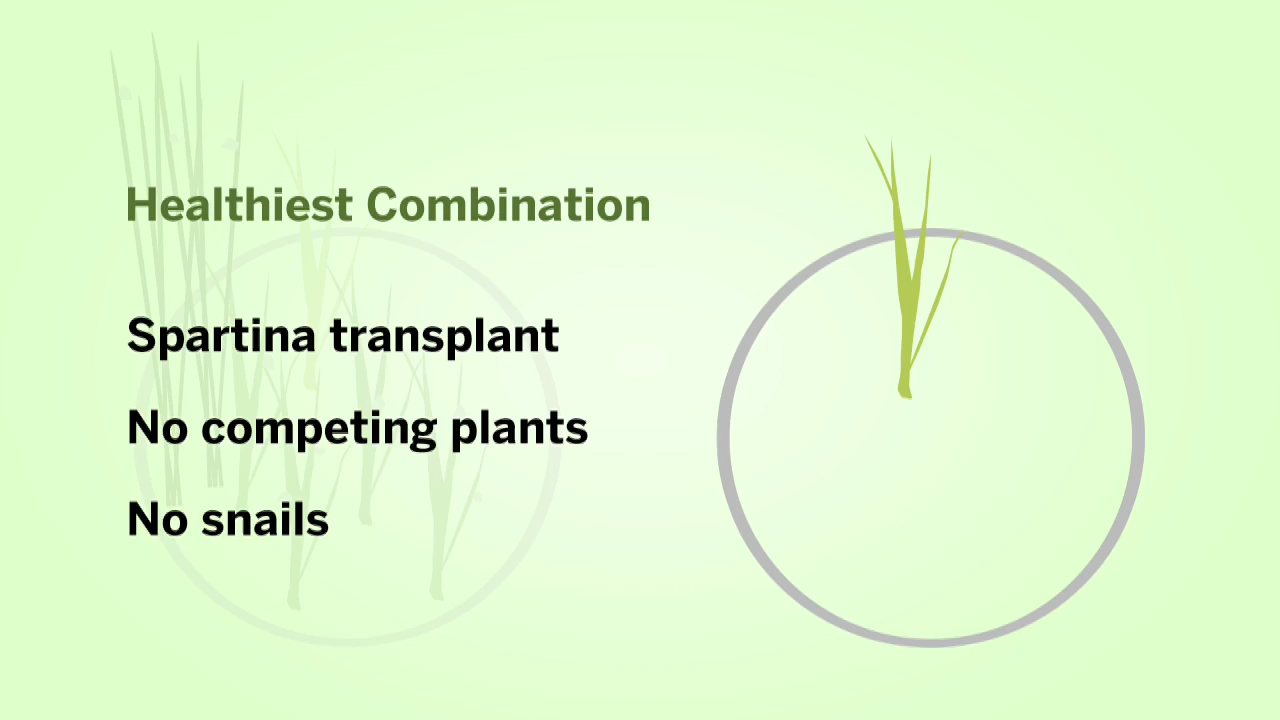 Healthiest Combination
Spartina transplant
No competing plants
No snails